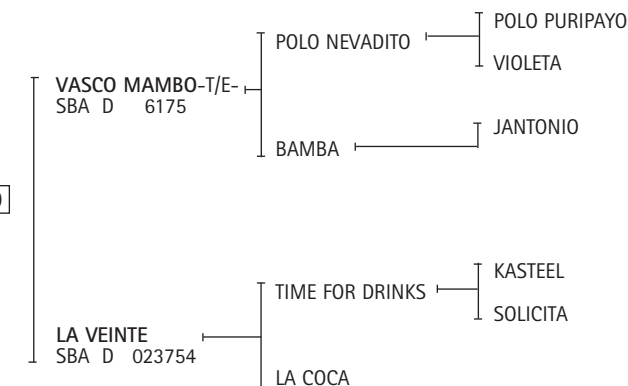 POLO PURIPAYO
POLO NEVADITO
VIOLETA
VASCO MAMBO-T/E-
SBA D 6175
JANTONIO
BAMBA
KASTEEL
TIME FOR DRINKS
SOLICITA
LA VEINTE
SBA D 023754
LA COCA